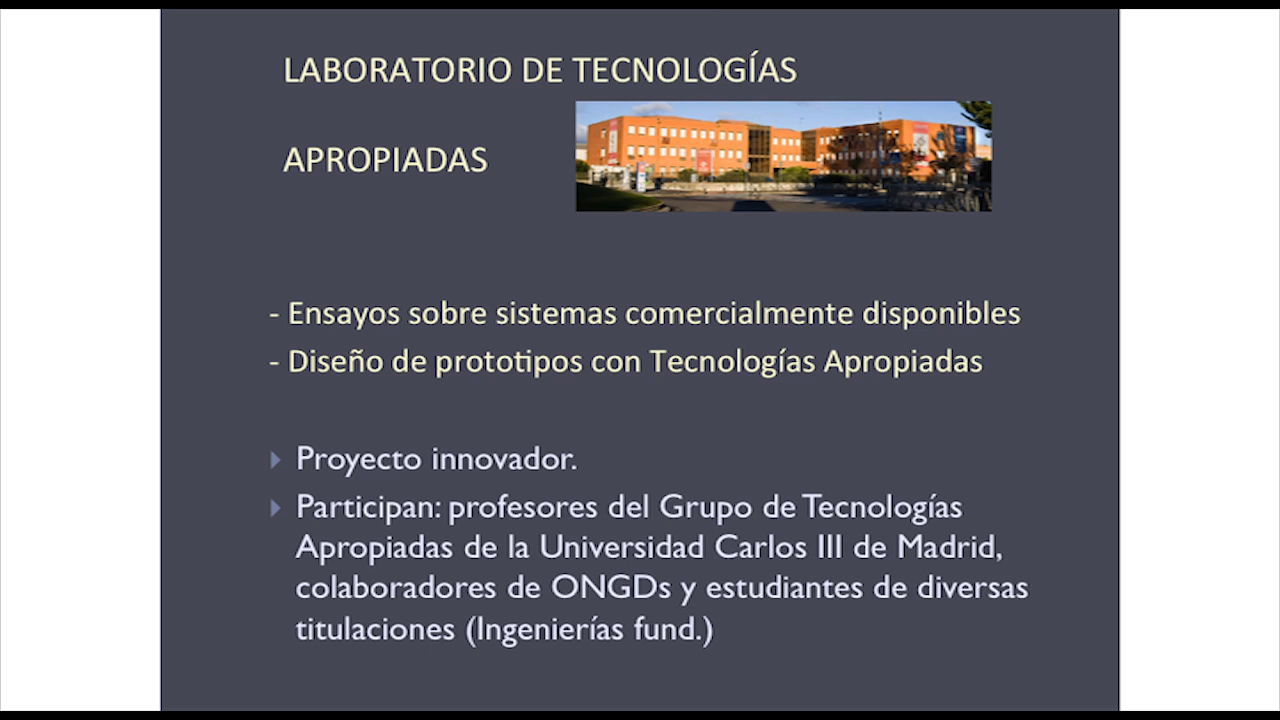 LABORATORIO DE TECNOLOGÍAS
APROPIADAS
- Ensayos sobre sistemas comercialmente disponibles
- Diseño de prototipos con Tecnologías Apropiadas
Proyecto innovador.
Participan: profesores del Grupo de Tecnologías
Apropiadas de la Universidad Carlos III de Madrid,
colaboradores de ONGDs y estudiantes de diversas
titulaciones (Ingenierías fund.)